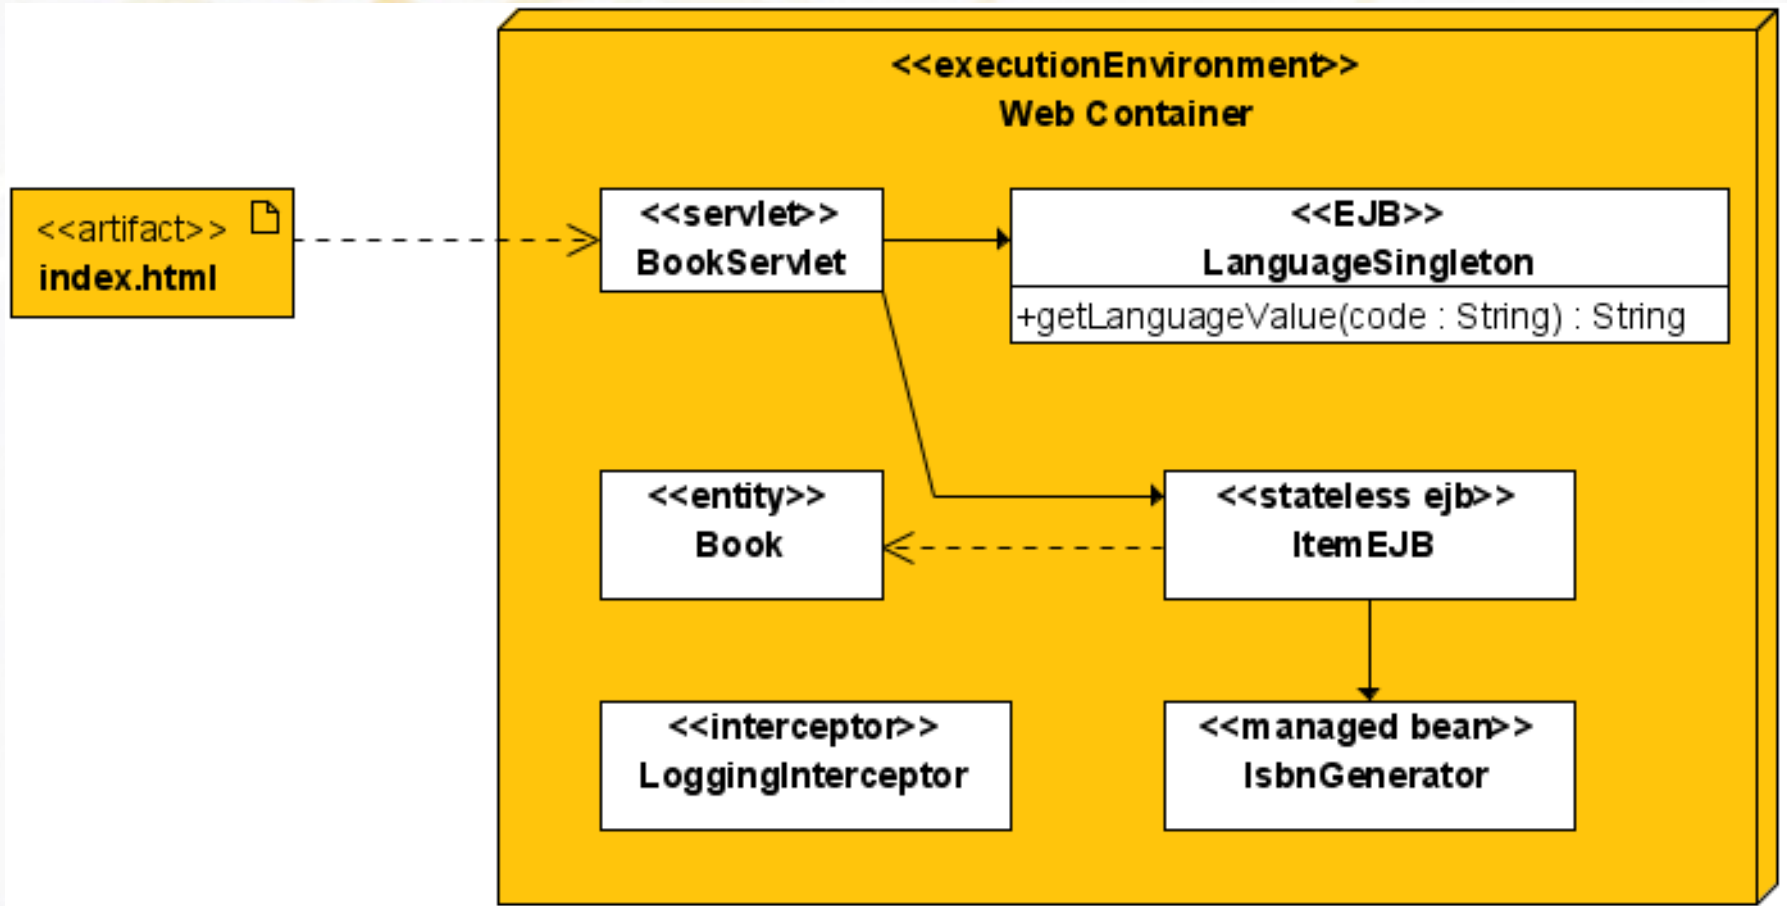 <<executionEnvironment>>
Web Container
<<artifact>>
index.html
<<servlet>>
BookServlet
<<EJB>>
LanguageSingleton
+getLanguageValue(code : String) : String
<<entity>>
Book
<<stateless ejb>>
ItemEJB
<<interceptor>>
LoggingInterceptor
<<managed bean>>
IsbnGenerator